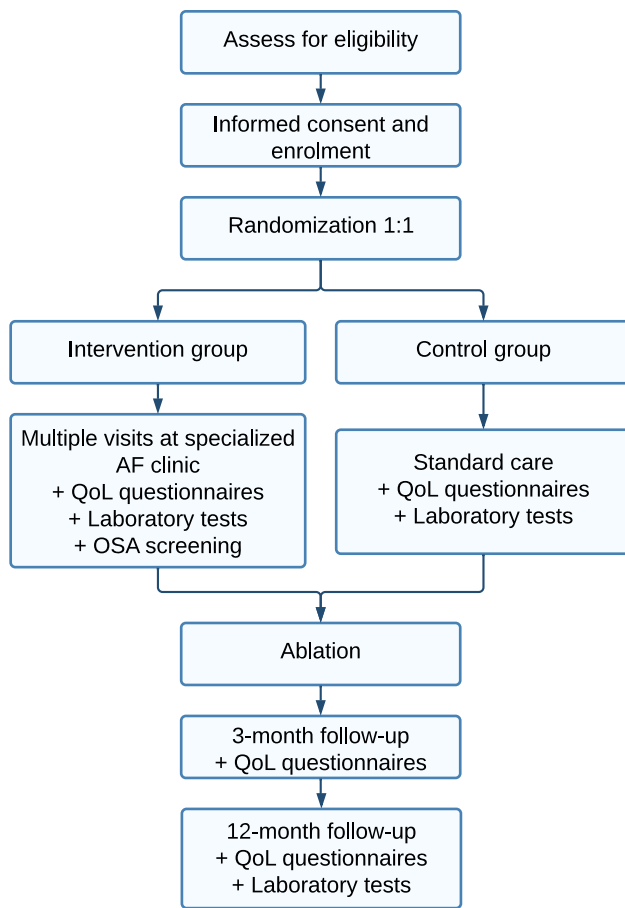 Assess for eligibility
Informed consent and
enrolment
Randomization 1:1
Intervention group
Control group
Multiple visits at specialized
AF clinic
+ QoL questionnaires
+ Laboratory tests
+ OSA screening
Standard care
+ QoL questionnaires
+ Laboratory tests
Ablation
3-month follow-up
+ QoL questionnaires
12-month follow-up
+ QoL questionnaires
+ Laboratory tests